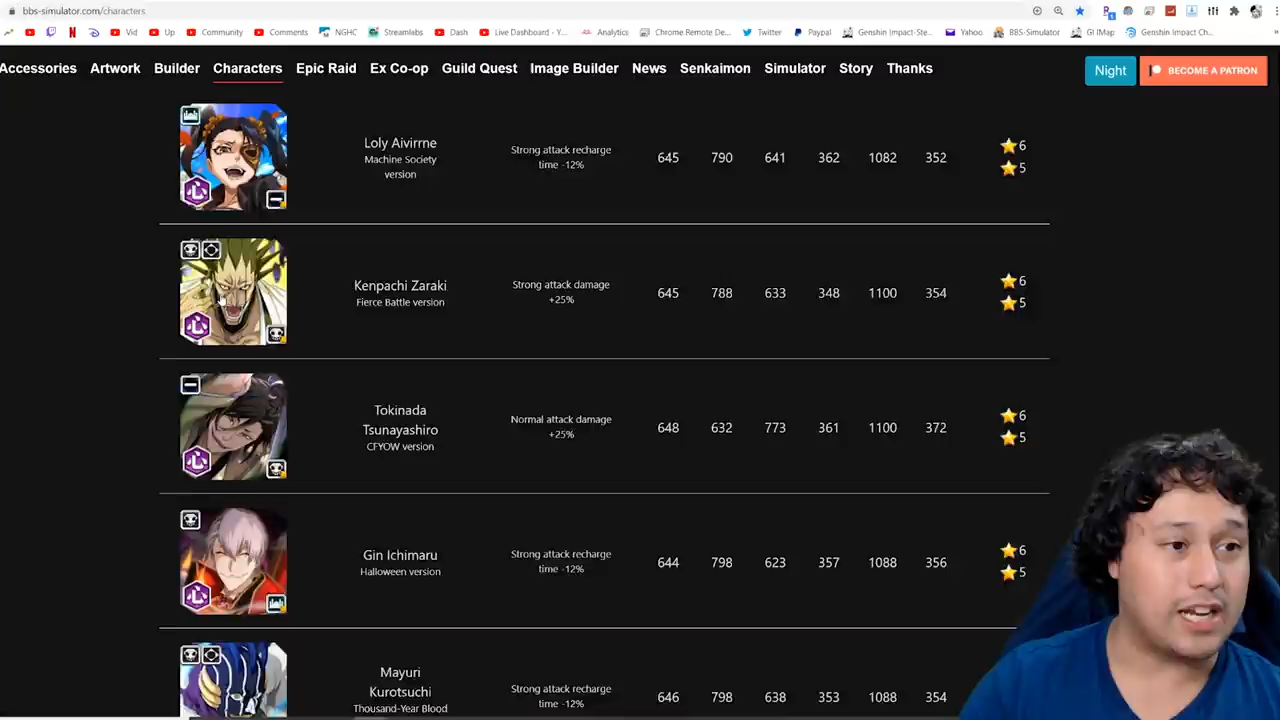 bbs-simulator.com/characters
Vid Up Community Comments NGHC Streamlabs Dash Live Dashboard - Y... Analytics Chrome Remote De... Twitter Paypal Genshin Impact-Ste... Yahoo BBS-Simulator GI IMap Genshin Impact Ch...
Accessories Artwork Builder Characters Epic Raid Ex Co-op Guild Quest Image Builder News Senkaimon Simulator Story Thanks Night BECOME A PATRON
Loly Aivirrne
Machine Society
version
Strong attack recharge
time -12%
645 790 641 362 1082 352
6
5
Kenpachi Zaraki
Fierce Battle version
Strong attack damage
+25%
645 788 633 348 1100 354
6
5
Tokinada
Tsunayashiro
CFYOW version
Normal attack damage
+25%
648 632 773 361 1100 372
6
5
Gin Ichimaru
Halloween version
Strong attack recharge
time -12%
644 798 623 357 1088 356
6
5
Mayuri
Kurotsuchi
Thousand-Year Blood
Strong attack recharge
time -12%
646 798 638 353 1088 354